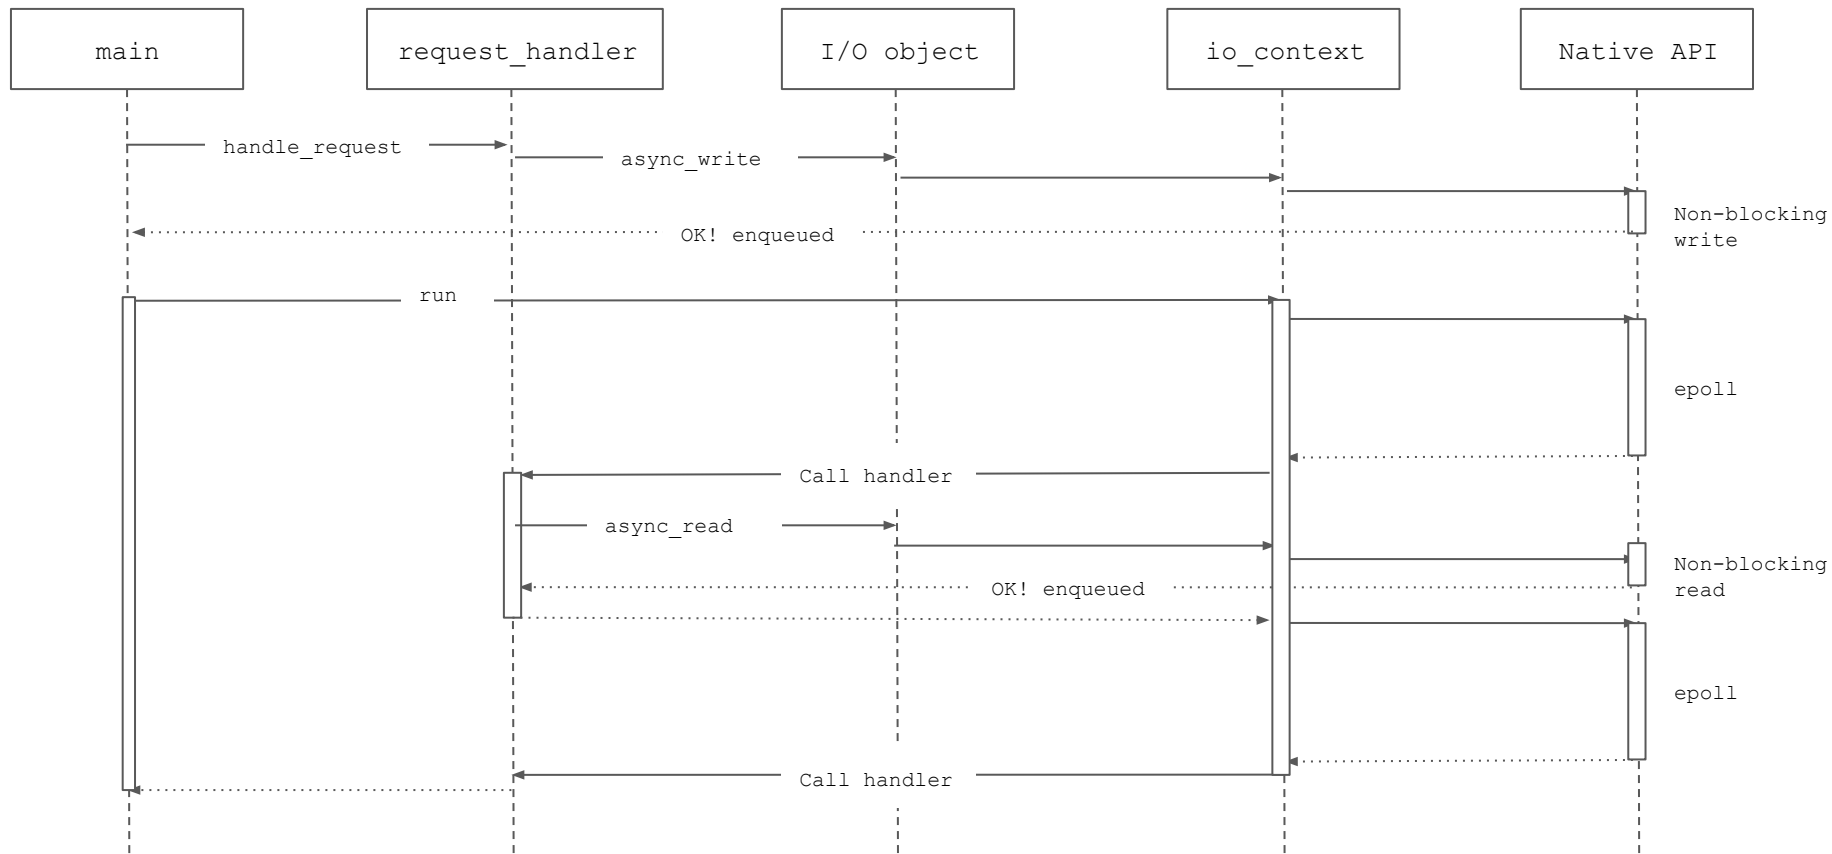 main
request_handler
I/O object
io_context
Native API
handle_request
async_write
Non-blocking
write
OK! enqueued
run
epoll
Call handler
async_read
Non-blocking
read
OK! enqueued
epoll
Call handler